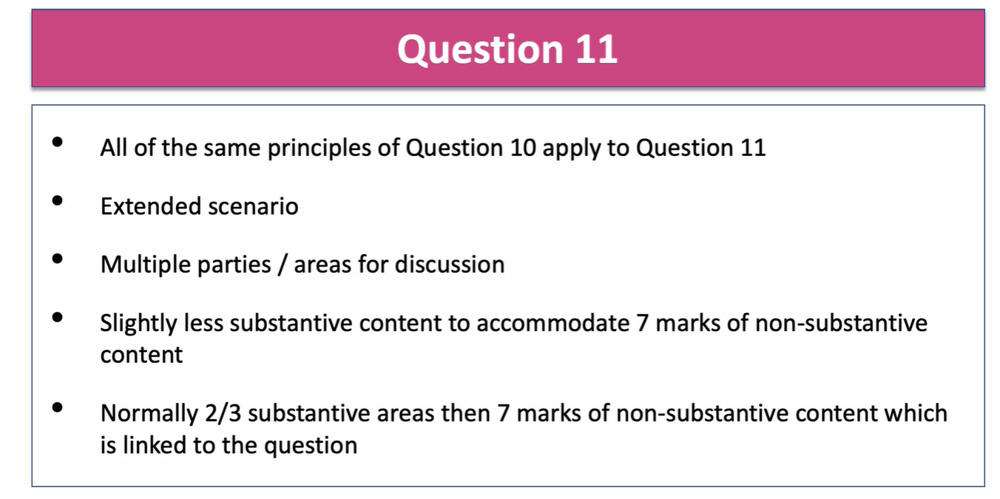 Question 11
• All of the same principles of Question 10 apply to Question 11
• Extended scenario
• Multiple parties / areas for discussion
• Slightly less substantive content to accommodate 7 marks of non-substantive
content
• Normally 2/3 substantive areas then 7 marks of non-substantive content which
is linked to the question